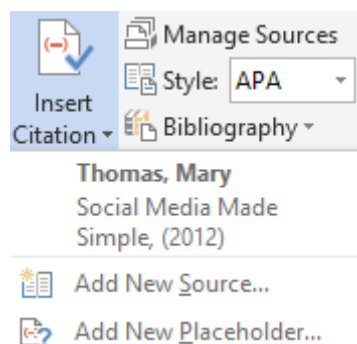 Manage Sources
Style: APA
Insert
Citation
Bibliography
Thomas, Mary
Social Media Made
Simple, (2012)
Add New Source...
Add New Placeholder...